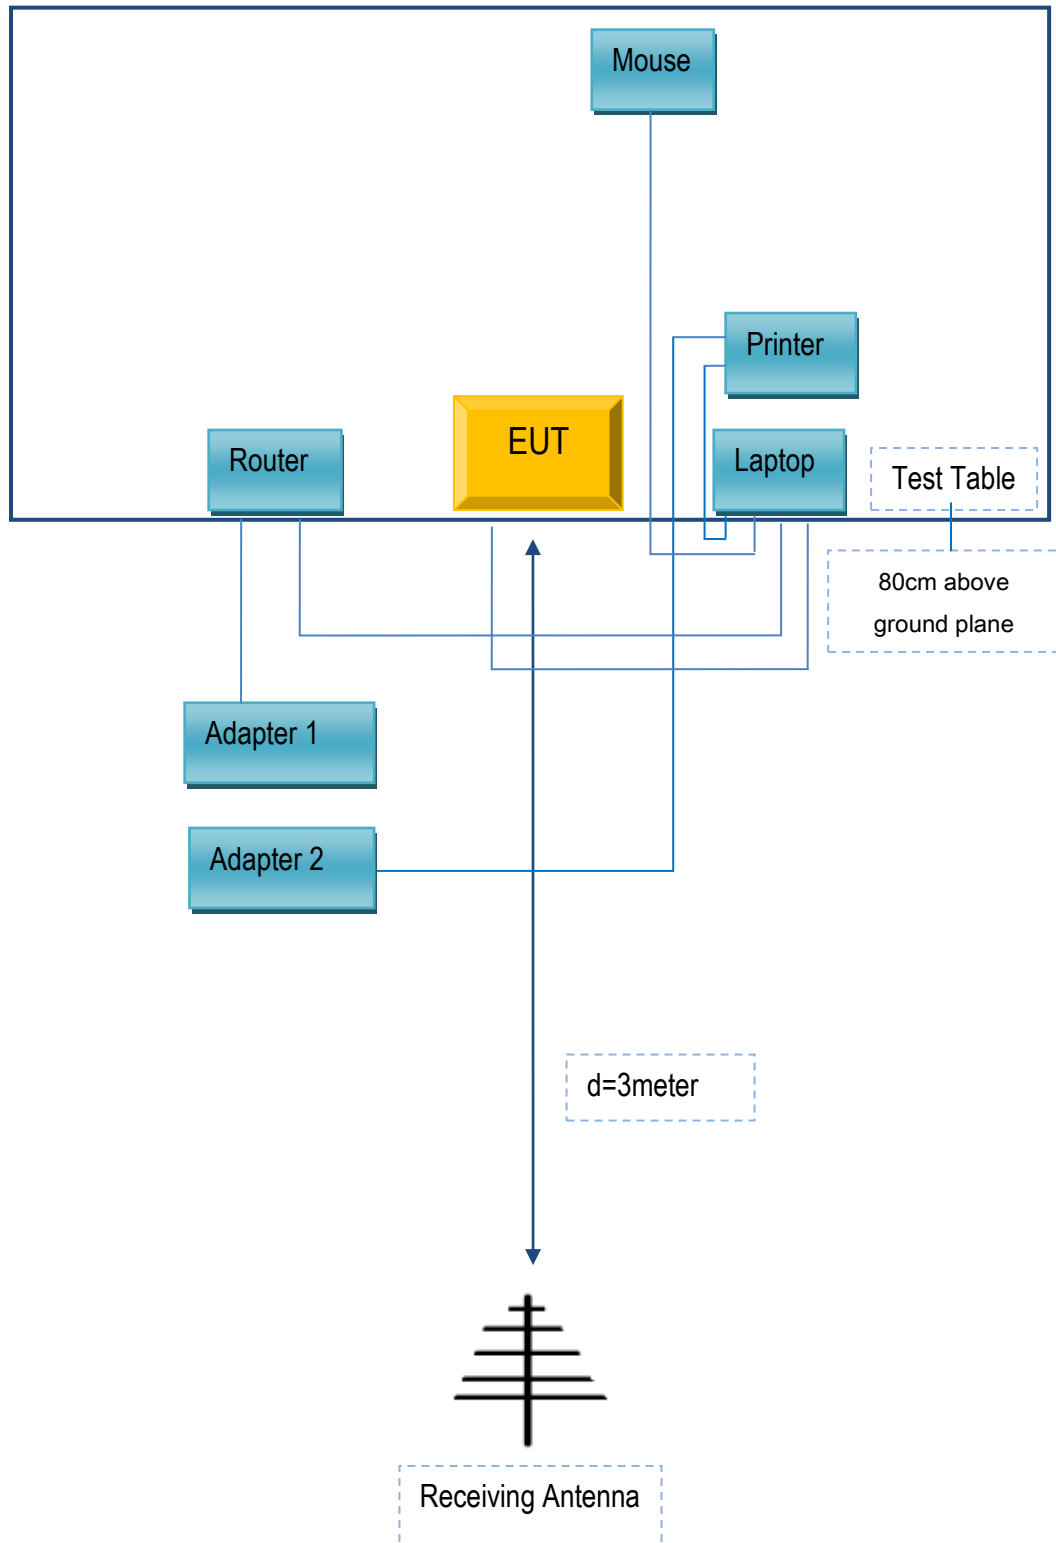 Mouse
Printer
EUT
Router
Laptop
Test Table
80cm above
ground plane
Adapter 1
Adapter 2
d=3meter
Receiving Antenna